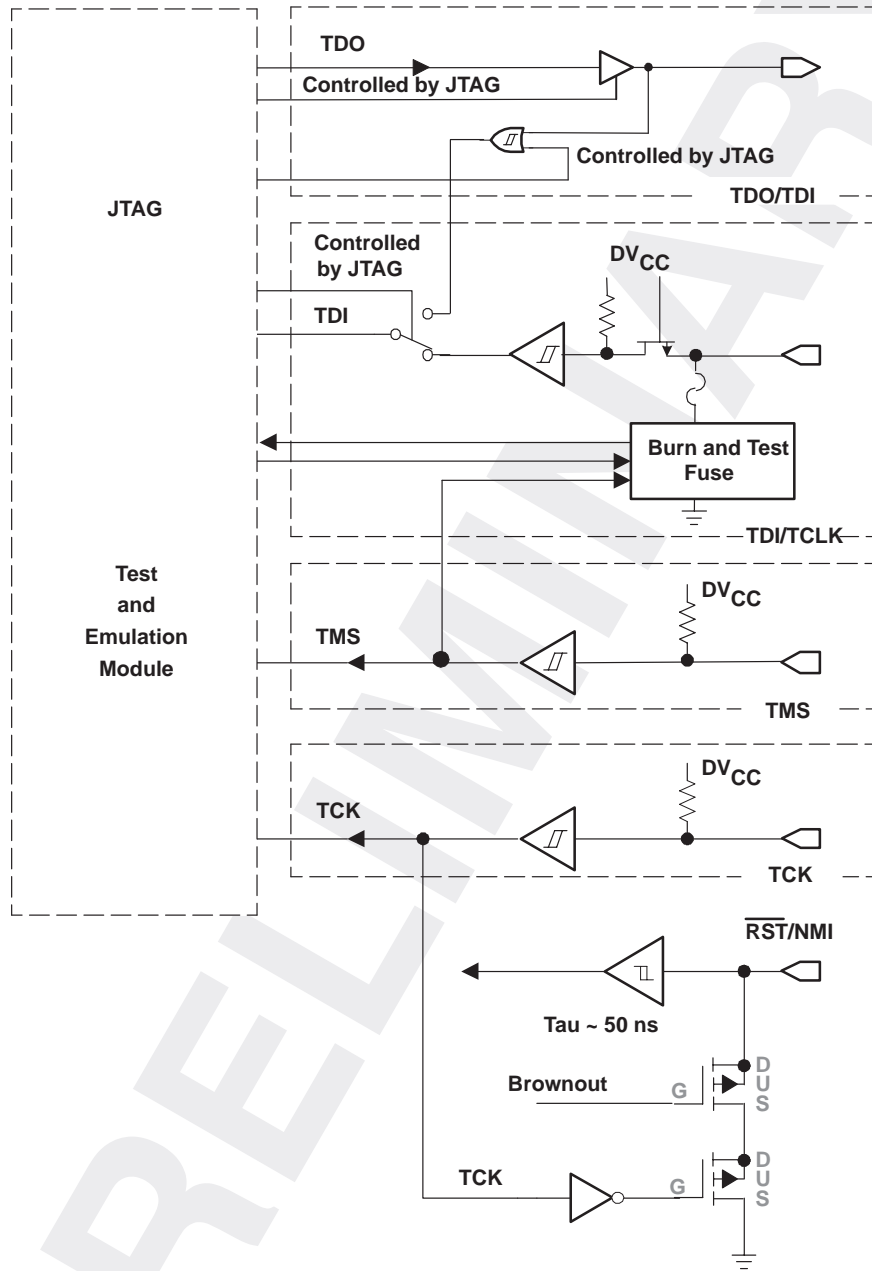 TDO
Controlled by JTAG
Controlled by JTAG
TDO/TDI
JTAG
Controlled
by JTAG
DVCC
TDI
Burn and Test
Fuse
TDI/TCLK
Test
and
Emulation
Module
DVCC
TMS
TMS
DVCC
TCK
TCK
RST/NMI
Tau ~ 50 ns
Brownout
G
D
U
S
TCK
G
D
U
S
PRELIMINARY